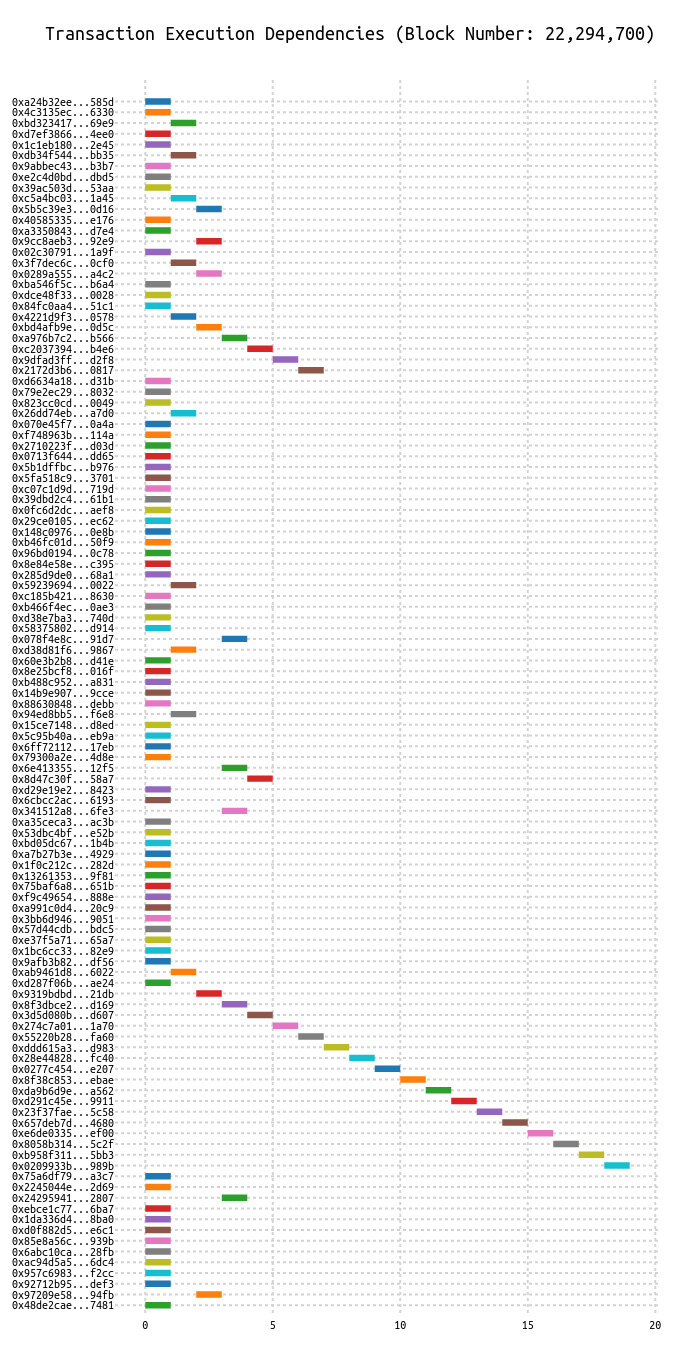 Transaction Execution Dependencies (Block Number: 22,294,700)
0xa24b32ee...585d
0x4c3135ec...6330
0xbd323417...69e9
0xd7ef3866...4ee0
0x1c1eb180...2e45
0xdb34f544...bb35
0x9abbec43...b3b7
0xe2c4d0bd...dbd5
0x39ac503d...53aa
0xc5a4bc03...1a45
0x5b5c39e3...0d16
0x40585335...e176
0xa3350843...d7e4
0x9cc8aeb3...92e9
0x02c30791...1a9f
0x3f7dec6c...0cf0
0x0289a555...a4c2
0xba546f5c...b6a4
0xdce48f33...0028
0x84fc0aa4...51c1
0x4221d9f3...0578
0xbd4afb9e...0d5c
0xa976b7c2...b566
0xc2037394...b4e6
0x9dfad3ff...d2f8
0x2172d3b6...0817
0xd6634a18...d31b
0x79e2ec29...8032
0x823cc0cd...0049
0x26dd74eb...a7d0
0x070e45f7...0a4a
0xf748963b...114a
0x2710223f...d03d
0x0713f644...dd65
0x5b1dffbc...b976
0x5fa518c9...3701
0xc07c1d9d...719d
0x39dbd2c4...61b1
0x0fc6d2dc...aef8
0x29ce0105...ec62
0x148c0976...0e8b
0xb46fc01d...50f9
0x96bd0194...0c78
0x8e84e58e...c395
0x285d9de0...68a1
0x59239694...0022
0xc185b421...8630
0xb466f4ec...0ae3
0xd38e7ba3...740d
0x58375802...d914
0x078f4e8c...91d7
0xd38d81f6...9867
0x60e3b2b8...d41e
0x8e25bcf8...016f
0xb488c952...a831
0x14b9e907...9cce
0x88630848...debb
0x94ed8bb5...f6e8
0x15ce7148...d8ed
0x5c95b40a...eb9a
0x6ff72112...17eb
0x79300a2e...4d8e
0x6e413355...12f5
0x8d47c30f...58a7
0xd29e19e2...8423
0x6cbcc2ac...6193
0x341512a8...6fe3
0xa35ceca3...ac3b
0x53dbc4bf...e52b
0xbd05dc67...1b4b
0xa7b27b3e...4929
0x1f0c212c...282d
0x13261353...9f81
0x75baf6a8...651b
0xf9c49654...888e
0xa991c0d4...20c9
0x3bb6d946...9051
0x57d44cdb...bdc5
0xe37f5a71...65a7
0x1bc6cc33...82e9
0x9afb3b82...df56
0xab9461d8...6022
0xd287f06b...ae24
0x9319bdbd...21db
0x8f3dbce2...d169
0x3d5d080b...d607
0x274c7a01...1a70
0x55220b28...fa60
0xddd615a3...d983
0x28e44828...fc40
0x0277c454...e207
0x8f38c853...ebae
0xda9b6d9e...a562
0xd291c45e...9911
0x23f37fae...5c58
0x657deb7d...4680
0xe6de0335...ef00
0x8058b314...5c2f
0xb958f311...5bb3
0x0209933b...989b
0x75a6df79...a3c7
0x2245044e...2d69
0x24295941...2807
0xebce1c77...6ba7
0x1da336d4...8ba0
0xd0f882d5...e6c1
0x85e8a56c...939b
0x6abc10ca...28fb
0xac94d5a5...6dc4
0x957c6983...f2cc
0x92712b95...def3
0x97209e58...94fb
0x48de2cae...7481
0 5 10 15 20